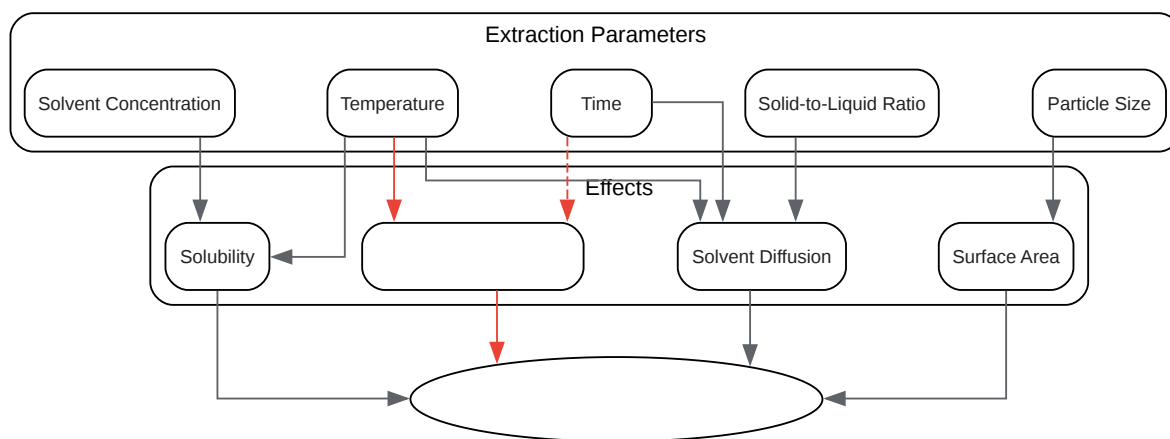 Extraction Parameters
Solvent Concentration
Temperature
Time
Solid-to-Liquid Ratio
Particle Size
Effects
Solubility
Solvent Diffusion
Surface Area